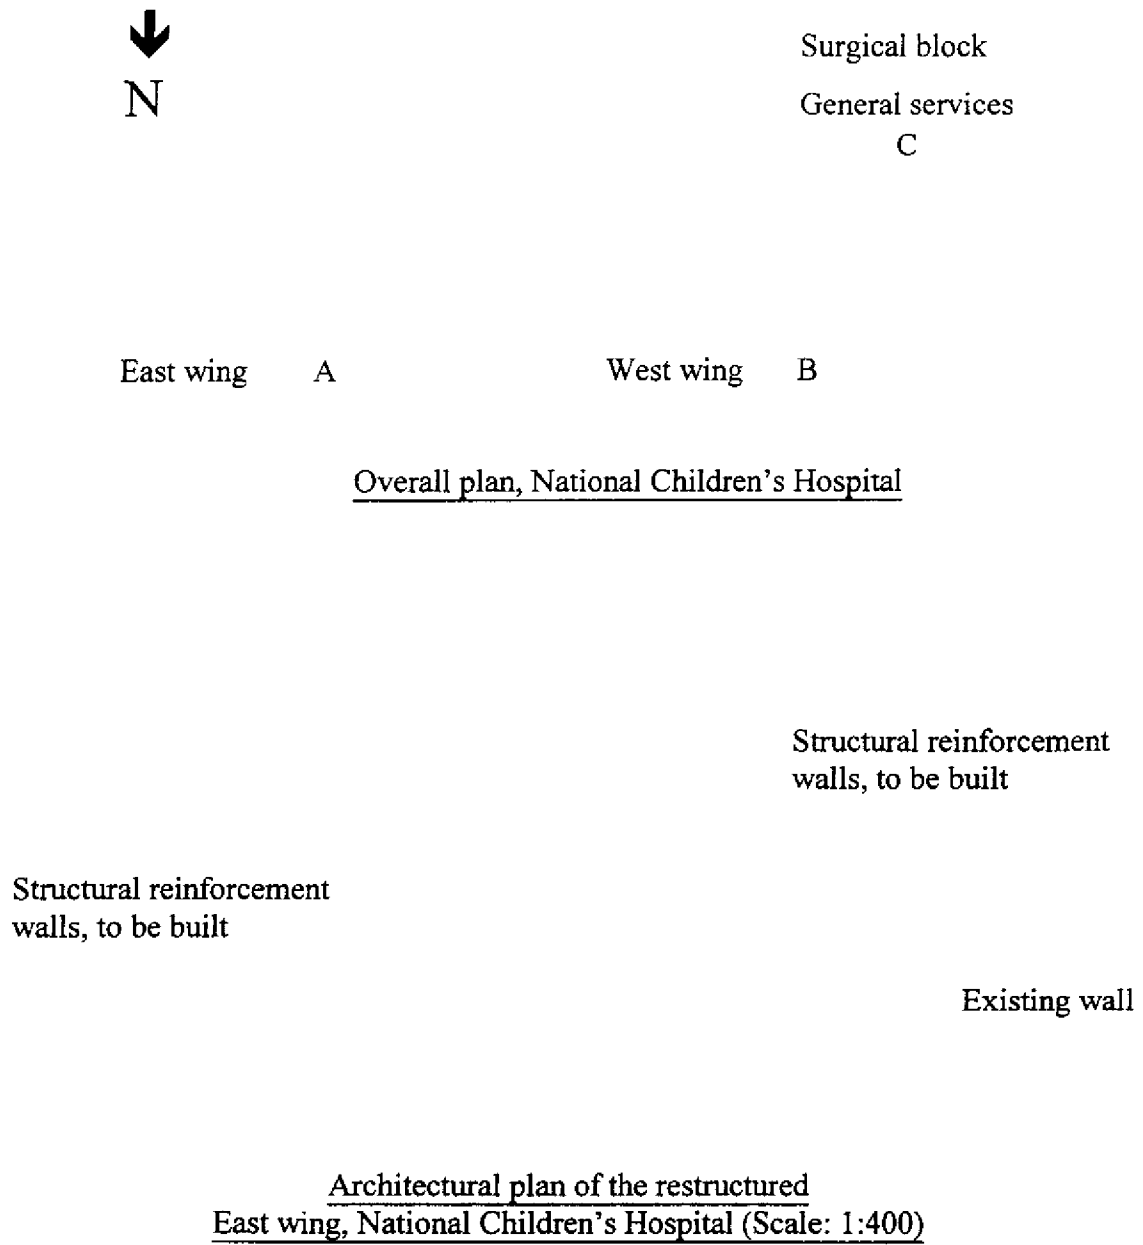 N
Surgical block
General services
C
East wing A West wing B
Overall plan, National Children's Hospital
Structural reinforcement
walls, to be built
Structural reinforcement
walls, to be built
Existing wall
Architectural plan of the restructured
East wing, National Children's Hospital (Scale: 1:400)